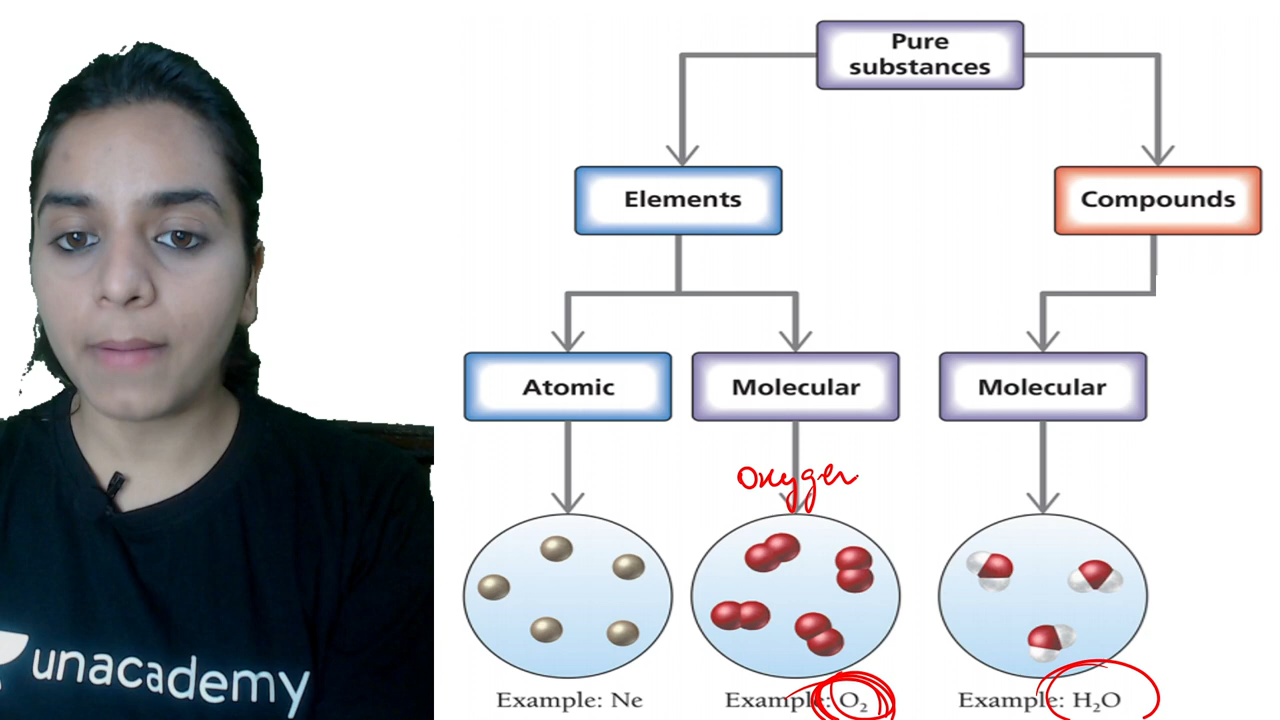 Pure
substances
Elements
Compounds
Atomic
Molecular
Molecular
Oxygen
Example: Ne
Example: O₂
Example: H₂O
unacademy